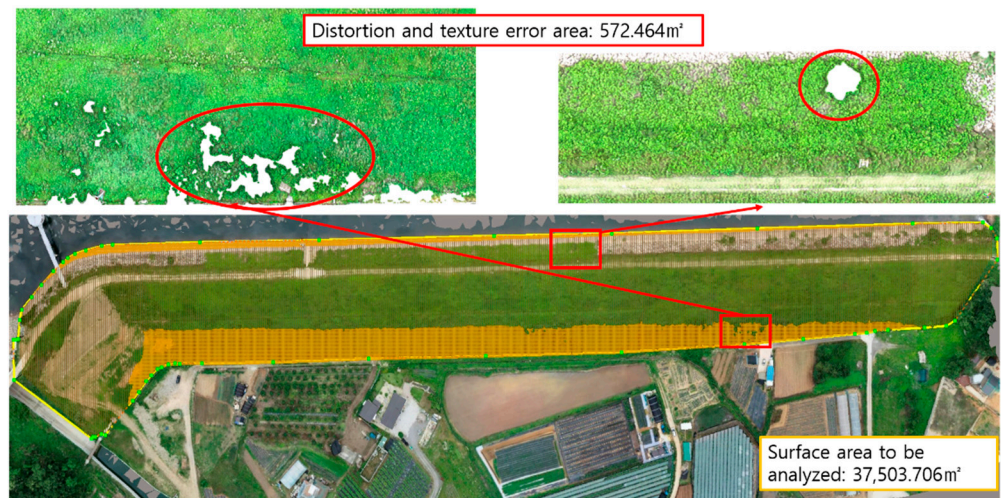 Distortion and texture error area: 572.464㎡
Surface area to be
analyzed: 37,503.706㎡